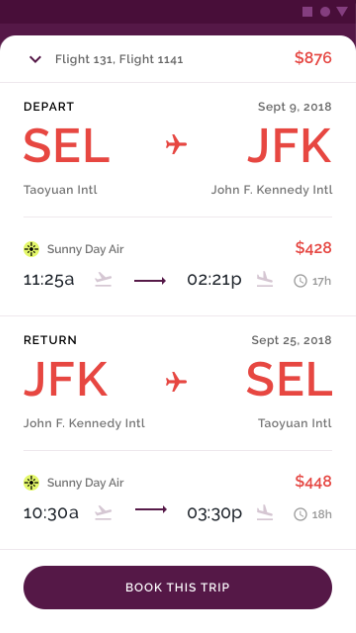 Flight 131, Flight 1141 $876
DEPART Sept 9, 2018
SEL JFK
Taoyuan Intl John F. Kennedy Intl
Sunny Day Air $428
11:25a 02:21p 17h
RETURN Sept 25, 2018
JFK SEL
John F. Kennedy Intl Taoyuan Intl
Sunny Day Air $448
10:30a 03:30p 18h
BOOK THIS TRIP